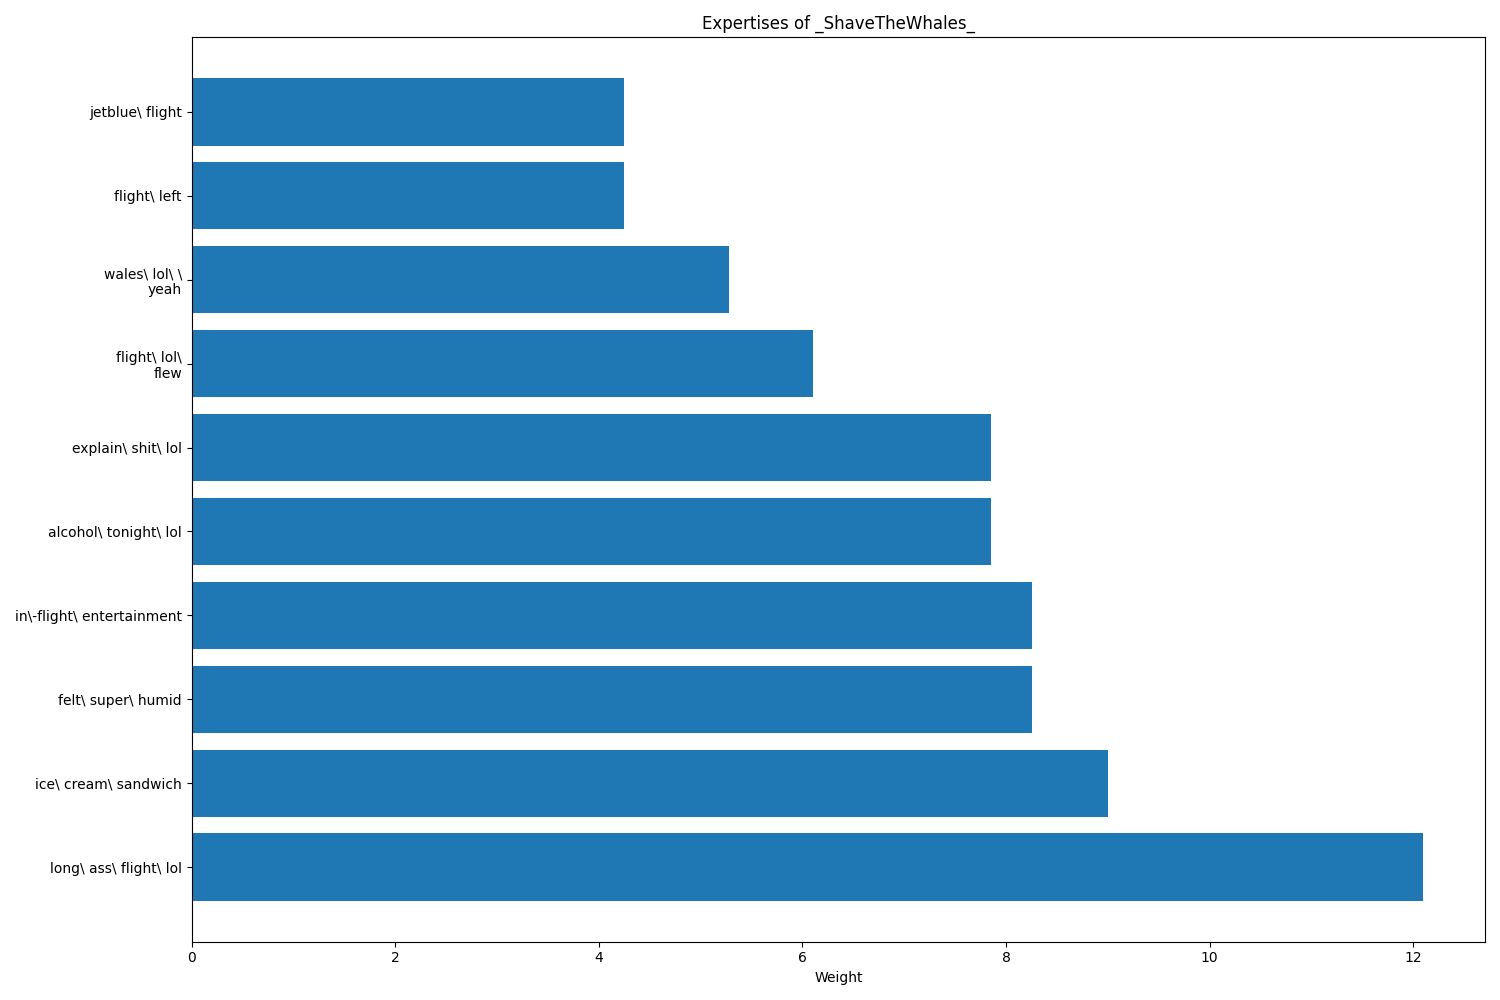 Expertises of _ShaveTheWhales_
jetblue\ flight
flight\ left
wales\ lol\ \
yeah
flight\ lol\
flew
explain\ shit\ lol
alcohol\ tonight\ lol
in\-flight\ entertainment
felt\ super\ humid
ice\ cream\ sandwich
long\ ass\ flight\ lol
0 2 4 6 8 10 12
Weight